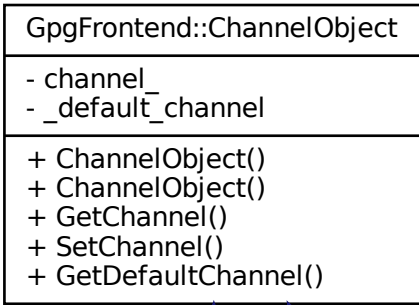 GpgFrontend::ChannelObject
- channel_
- _default_channel
+ ChannelObject()
+ ChannelObject()
+ GetChannel()
+ SetChannel()
+ GetDefaultChannel()